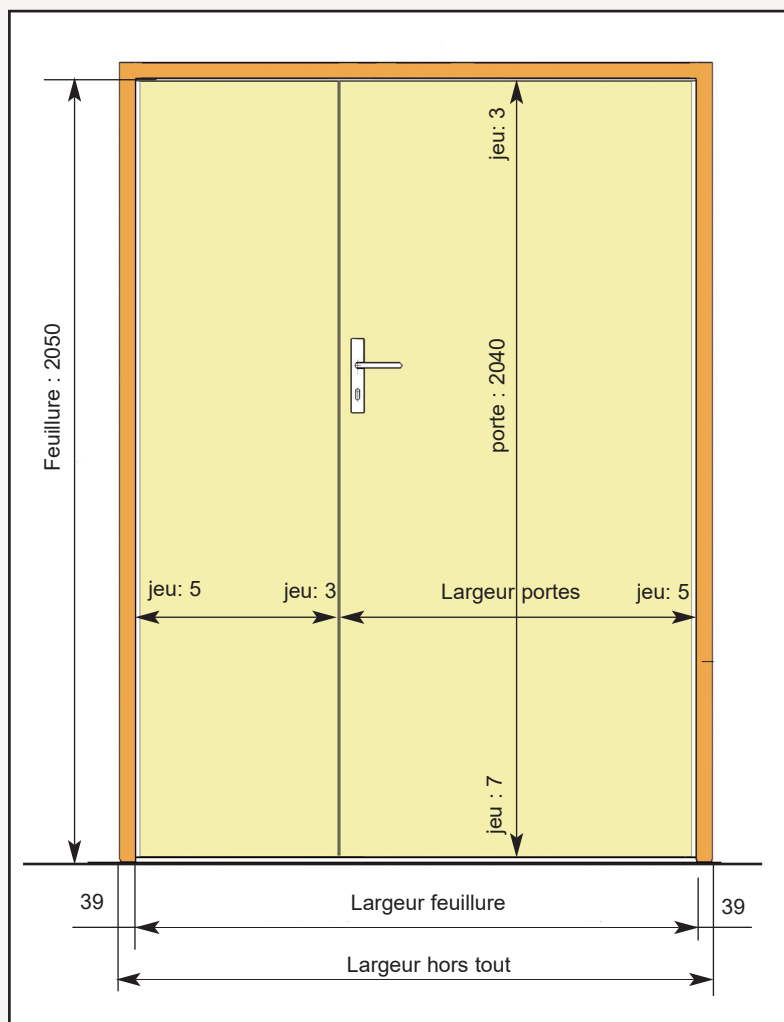 jeu: 3
Feuillure : 2050
porte : 2040
jeu: 5
jeu: 3
Largeur portes
jeu: 5
jeu : 7
39
Largeur feuillure
39
Largeur hors tout